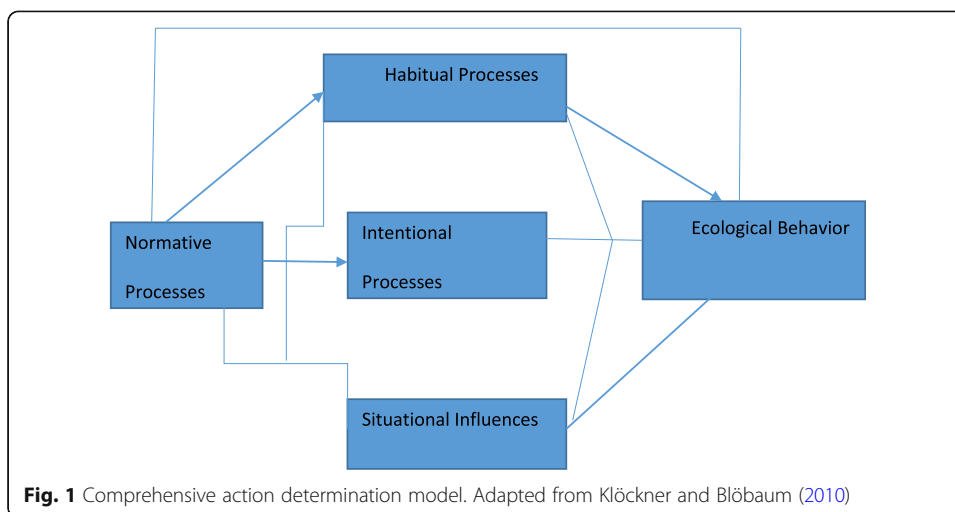 Habitual Processes
Normative
Processes
Intentional
Processes
Ecological Behavior
Situational Influences
Fig. 1 Comprehensive action determination model. Adapted from Klöckner and Blöbaum (2010)